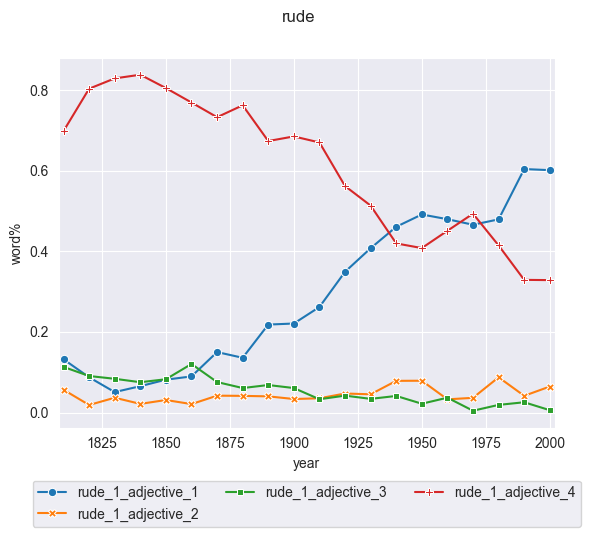 rude
0.8
0.6
0.4
0.2
0.0
word%
1825 1850 1875 1900 1925 1950 1975 2000
year
rude_1_adjective_1 rude_1_adjective_3 rude_1_adjective_4
rude_1_adjective_2